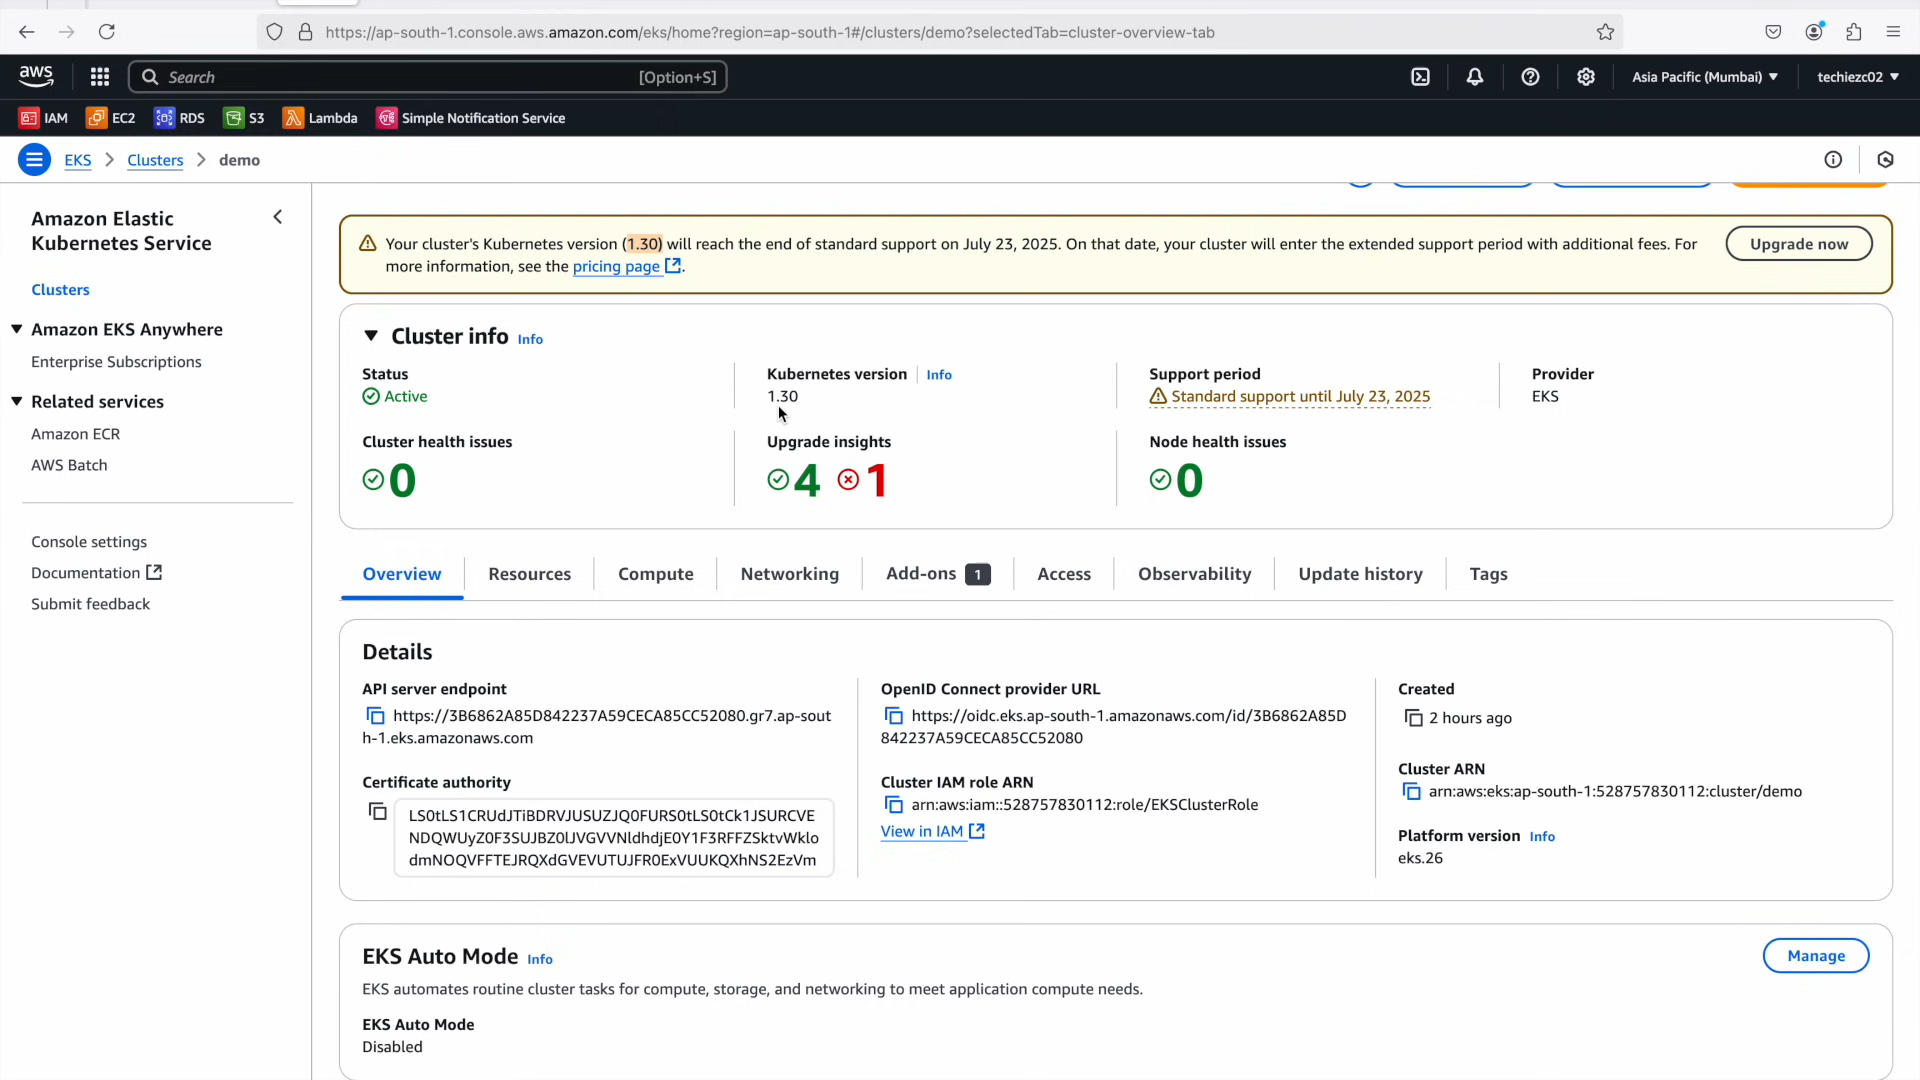 https://ap-south-1.console.aws.amazon.com/eks/home?region=ap-south-1#/clusters/demo?selectedTab=cluster-overview-tab
aws
Search
[Option+S]
Asia Pacific (Mumbai)
techiezc02
IAM
EC2
RDS
S3
Lambda
Simple Notification Service
EKS
Clusters
demo
Amazon Elastic
Kubernetes Service
Clusters
Amazon EKS Anywhere
Enterprise Subscriptions
Related services
Amazon ECR
AWS Batch
Console settings
Documentation
Submit feedback
Your cluster's Kubernetes version (1.30) will reach the end of standard support on July 23, 2025. On that date, your cluster will enter the extended support period with additional fees. For
more information, see the pricing page.
Upgrade now
Cluster info Info
Status
Active
Kubernetes version Info
1.30
Support period
Standard support until July 23, 2025
Provider
EKS
Cluster health issues
0
Upgrade insights
4 1
Node health issues
0
Overview
Resources
Compute
Networking
Add-ons 1
Access
Observability
Update history
Tags
Details
API server endpoint
https://3B6862A85D842237A59CECA85CC52080.gr7.ap-sout
h-1.eks.amazonaws.com
Certificate authority
LS0tLS1CRUdJTiBDRVJUSUZJQ0FURS0tLS0tCk1JSURCVE
NDQWUyZ0F3SUJBZ0lJVGVVNldhdjE0Y1F3RFFZSktvWklo
dmNOQVFFTEJRQXdGVEVUTUJFR0ExVUUKQXhNS2EzVm
OpenID Connect provider URL
https://oidc.eks.ap-south-1.amazonaws.com/id/3B6862A85D
842237A59CECA85CC52080
Cluster IAM role ARN
arn:aws:iam::528757830112:role/EKSClusterRole
View in IAM
Created
2 hours ago
Cluster ARN
arn:aws:eks:ap-south-1:528757830112:cluster/demo
Platform version Info
eks.26
EKS Auto Mode Info
Manage
EKS automates routine cluster tasks for compute, storage, and networking to meet application compute needs.
EKS Auto Mode
Disabled